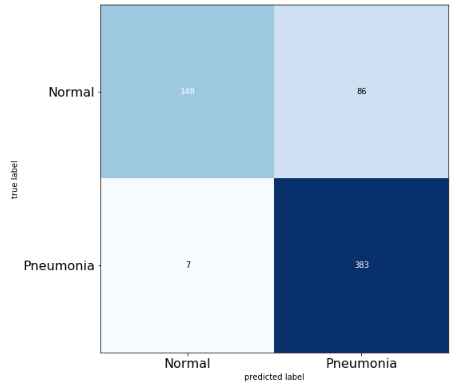 Normal
148
86
true label
Pneumonia
7
383
Normal
Pneumonia
predicted label